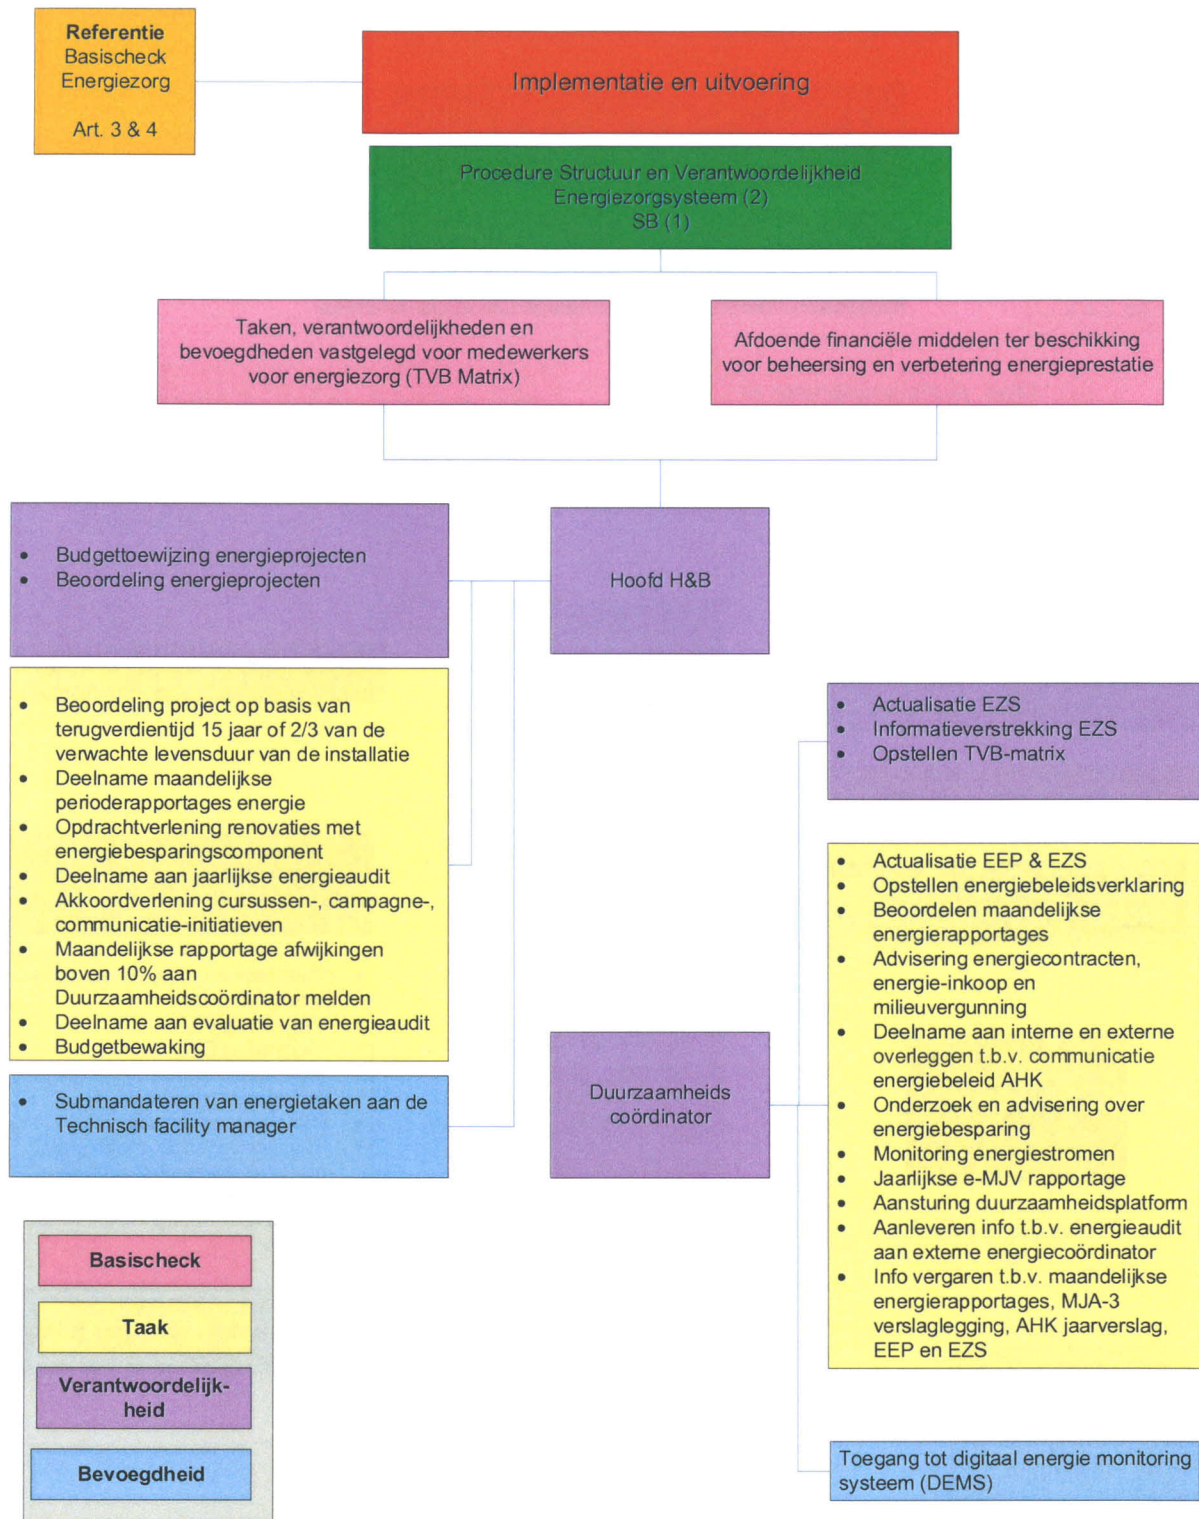 Referentie
Basischeck
Energiezorg
Art. 3 & 4
Implementatie en uitvoering
Procedure Structuur en Verantwoordelijkheid
Energiezorgsysteem (2)
SB (1)
Taken, verantwoordelijkheden en
bevoegdheden vastgelegd voor medewerkers
voor energiezorg (TVB Matrix)
Afdoende financiële middelen ter beschikking
voor beheersing en verbetering energieprestatie
• Budgettoewijzing energieprojecten
• Beoordeling energieprojecten
Hoofd H&B
• Beoordeling project op basis van
terugverdientijd 15 jaar of 2/3 van de
verwachte levensduur van de installatie
• Deelname maandelijkse
perioderapportages energie
• Opdrachtverlening renovaties met
energiebesparingscomponent
• Deelname aan jaarlijkse energieaudit
• Akkoordverlening cursussen-, campagne-,
communicatie-initiatieven
• Maandelijkse rapportage afwijkingen
boven 10% aan
Duurzaamheidscoördinator melden
• Deelname aan evaluatie van energieaudit
• Budgetbewaking
• Submandateren van energietaken aan de
Technisch facility manager
• Actualisatie EZS
• Informatieverstrekking EZS
• Opstellen TVB-matrix
Duurzaamheids
coördinator
• Actualisatie EEP & EZS
• Opstellen energiebeleidsverklaring
• Beoordelen maandelijkse
energierapportages
• Advisering energiecontracten,
energie-inkoop en
milieuvergunning
• Deelname aan interne en externe
overleggen t.b.v. communicatie
energiebeleid AHK
• Onderzoek en advisering over
energiebesparing
• Monitoring energiestromen
• Jaarlijkse e-MJV rapportage
• Aansturing duurzaamheidsplatform
• Aanleveren info t.b.v. energieaudit
aan externe energiecoördinator
• Info vergaren t.b.v. maandelijkse
energierapportages, MJA-3
verslaglegging, AHK jaarverslag,
EEP en EZS
Toegang tot digitaal energie monitoring
systeem (DEMS)
Basischeck
Taak
Verantwoordelijk-
heid
Bevoegdheid